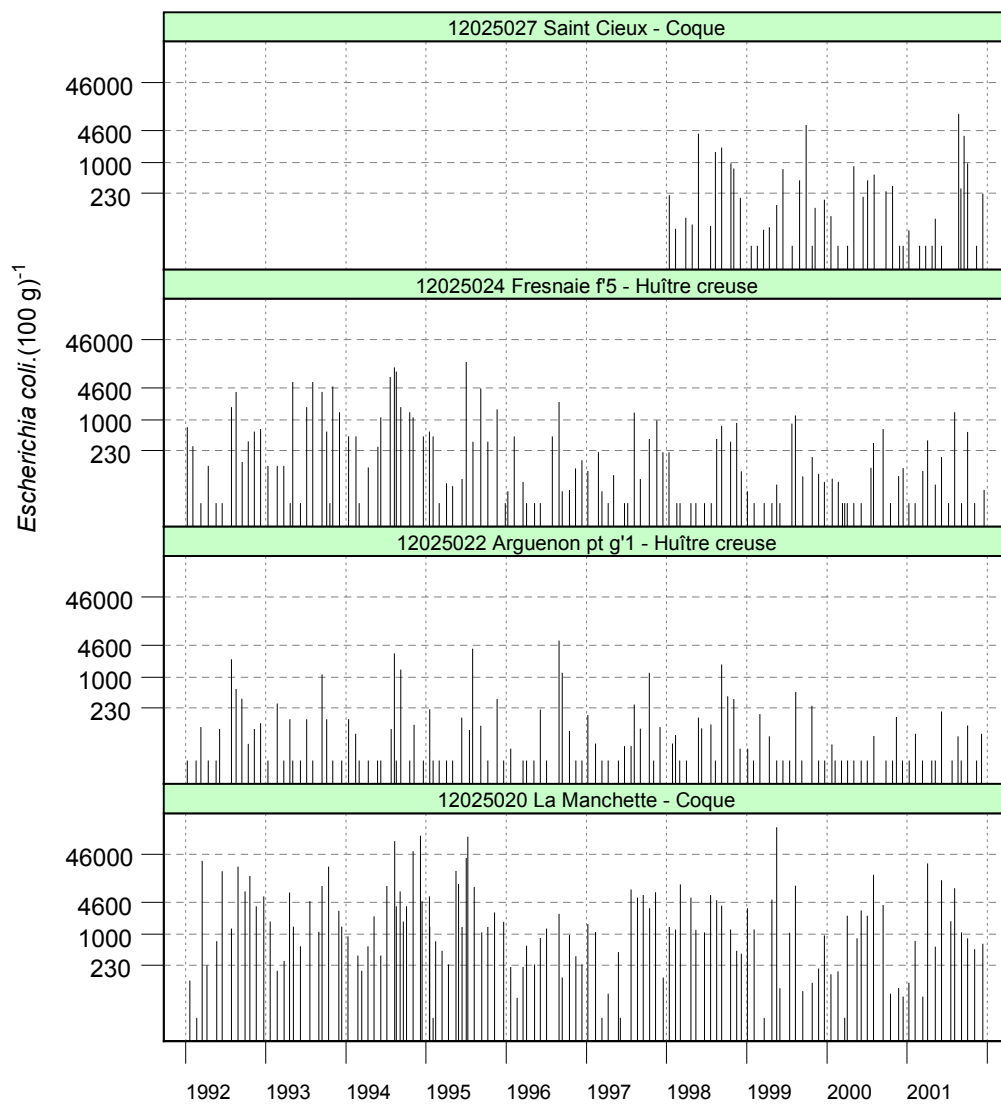 12025027 Saint Cieux - Coque
46000
4600
1000
230
12025024 Fresnaie f'5 - Huître creuse
46000
4600
1000
230
12025022 Arguenon pt g'1 - Huître creuse
46000
4600
1000
230
12025020 La Manchette - Coque
46000
4600
1000
230
Escherichia coli.(100 g)⁻¹
1992 1993 1994 1995 1996 1997 1998 1999 2000 2001